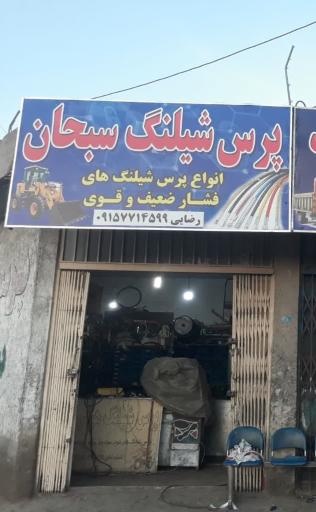 پرس شیلنگ سبحان
انواع پرس شیلنگ های
فشار ضعیف و قوی
رضایی ۰۹۱۵۷۷۱۴۵۹۹